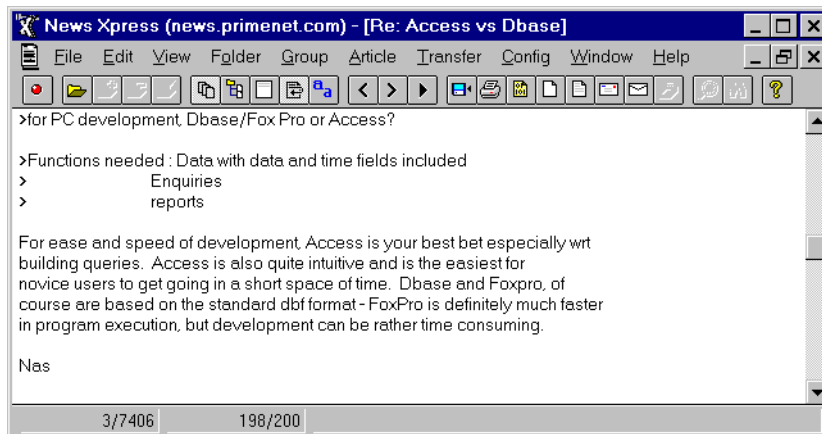 News Xpress (news.primenet.com) - [Re: Access vs Dbase]
File Edit View Folder Group Article Transfer Config Window Help
>for PC development, Dbase/Fox Pro or Access?
>Functions needed : Data with data and time fields included
> Enquiries
> reports
For ease and speed of development, Access is your best bet especially wrt
building queries. Access is also quite intuitive and is the easiest for
novice users to get going in a short space of time. Dbase and Foxpro, of
course are based on the standard dbf format - FoxPro is definitely much faster
in program execution, but development can be rather time consuming.
Nas
3/7406 198/200